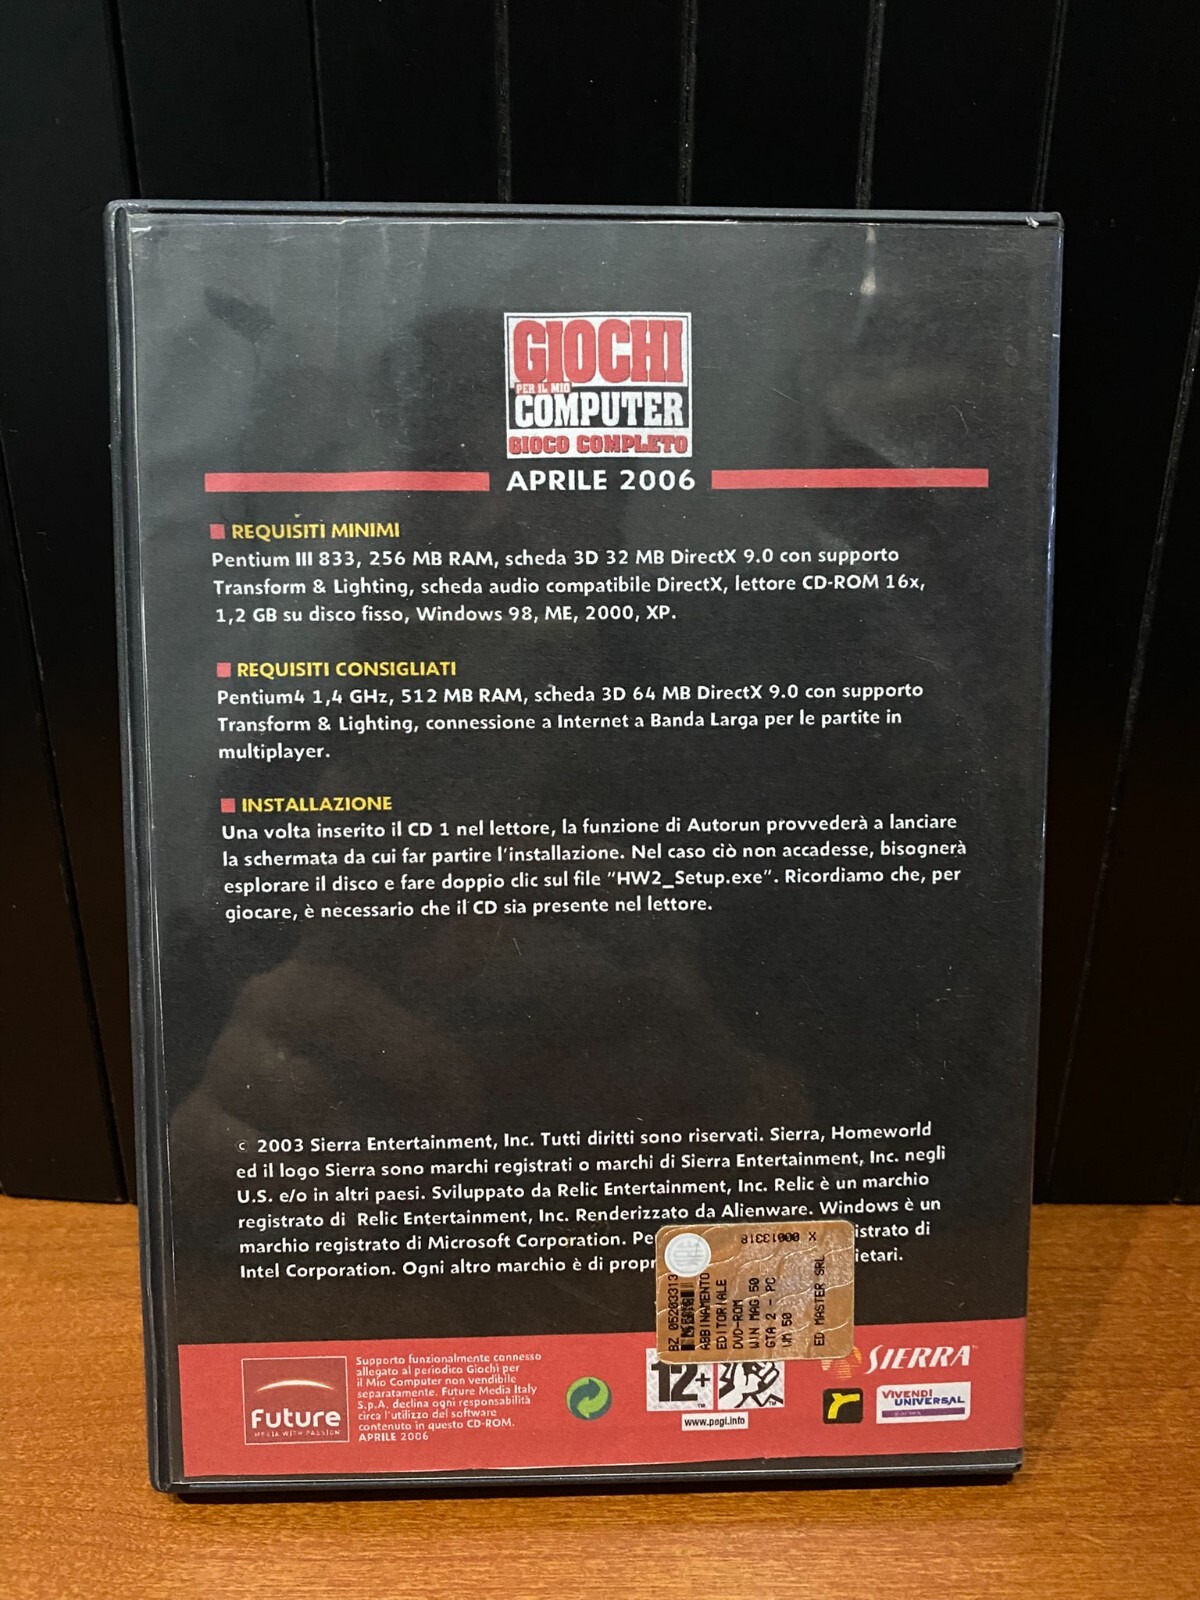 GIOCHI
PER IL MIO
COMPUTER
GIOCO COMPLETO
APRILE 2006
REQUISITI MINIMI
Pentium III 833, 256 MB RAM, scheda 3D 32 MB DirectX 9.0 con supporto
Transform & Lighting, scheda audio compatibile DirectX, lettore CD-ROM 16x,
1,2 GB su disco fisso, Windows 98, ME, 2000, XP.
REQUISITI CONSIGLIATI
Pentium4 1,4 GHz, 512 MB RAM, scheda 3D 64 MB DirectX 9.0 con supporto
Transform & Lighting, connessione a Internet a Banda Larga per le partite in
multiplayer.
INSTALLAZIONE
Una volta inserito il CD 1 nel lettore, la funzione di Autorun provvederà a lanciare
la schermata da cui far partire l'installazione. Nel caso ciò non accadesse, bisognerà
esplorare il disco e fare doppio clic sul file "HW2_Setup.exe". Ricordiamo che, per
giocare, è necessario che il CD sia presente nel lettore.
© 2003 Sierra Entertainment, Inc. Tutti diritti sono riservati. Sierra, Homeworld
ed il logo Sierra sono marchi registrati o marchi di Sierra Entertainment, Inc. negli
U.S. e/o in altri paesi. Sviluppato da Relic Entertainment, Inc. Relic è un marchio
registrato di Relic Entertainment, Inc. Renderizzato da Alienware. Windows è un
marchio registrato di Microsoft Corporation. Pe istrato di
Intel Corporation. Ogni altro marchio è di propr ietari.
X 00013318
BZ 05203313
ABBINAMENTO
EDITORIALE
DVD-ROM
WIN MAG 50
GTA 2 - PC
VM 50
ED MASTER SRL
Future
MEDIA WITH PASSION
Supporto funzionalmente connesso
allegato al periodico Giochi per
il Mio Computer non vendibile
separatamente. Future Media Italy
S.p.A. declina ogni responsabilità
circa l'utilizzo del software
contenuto in questo CD-ROM.
APRILE 2006
12+
www.pegi.info
SIERRA
r
VIVENDI
UNIVERSAL